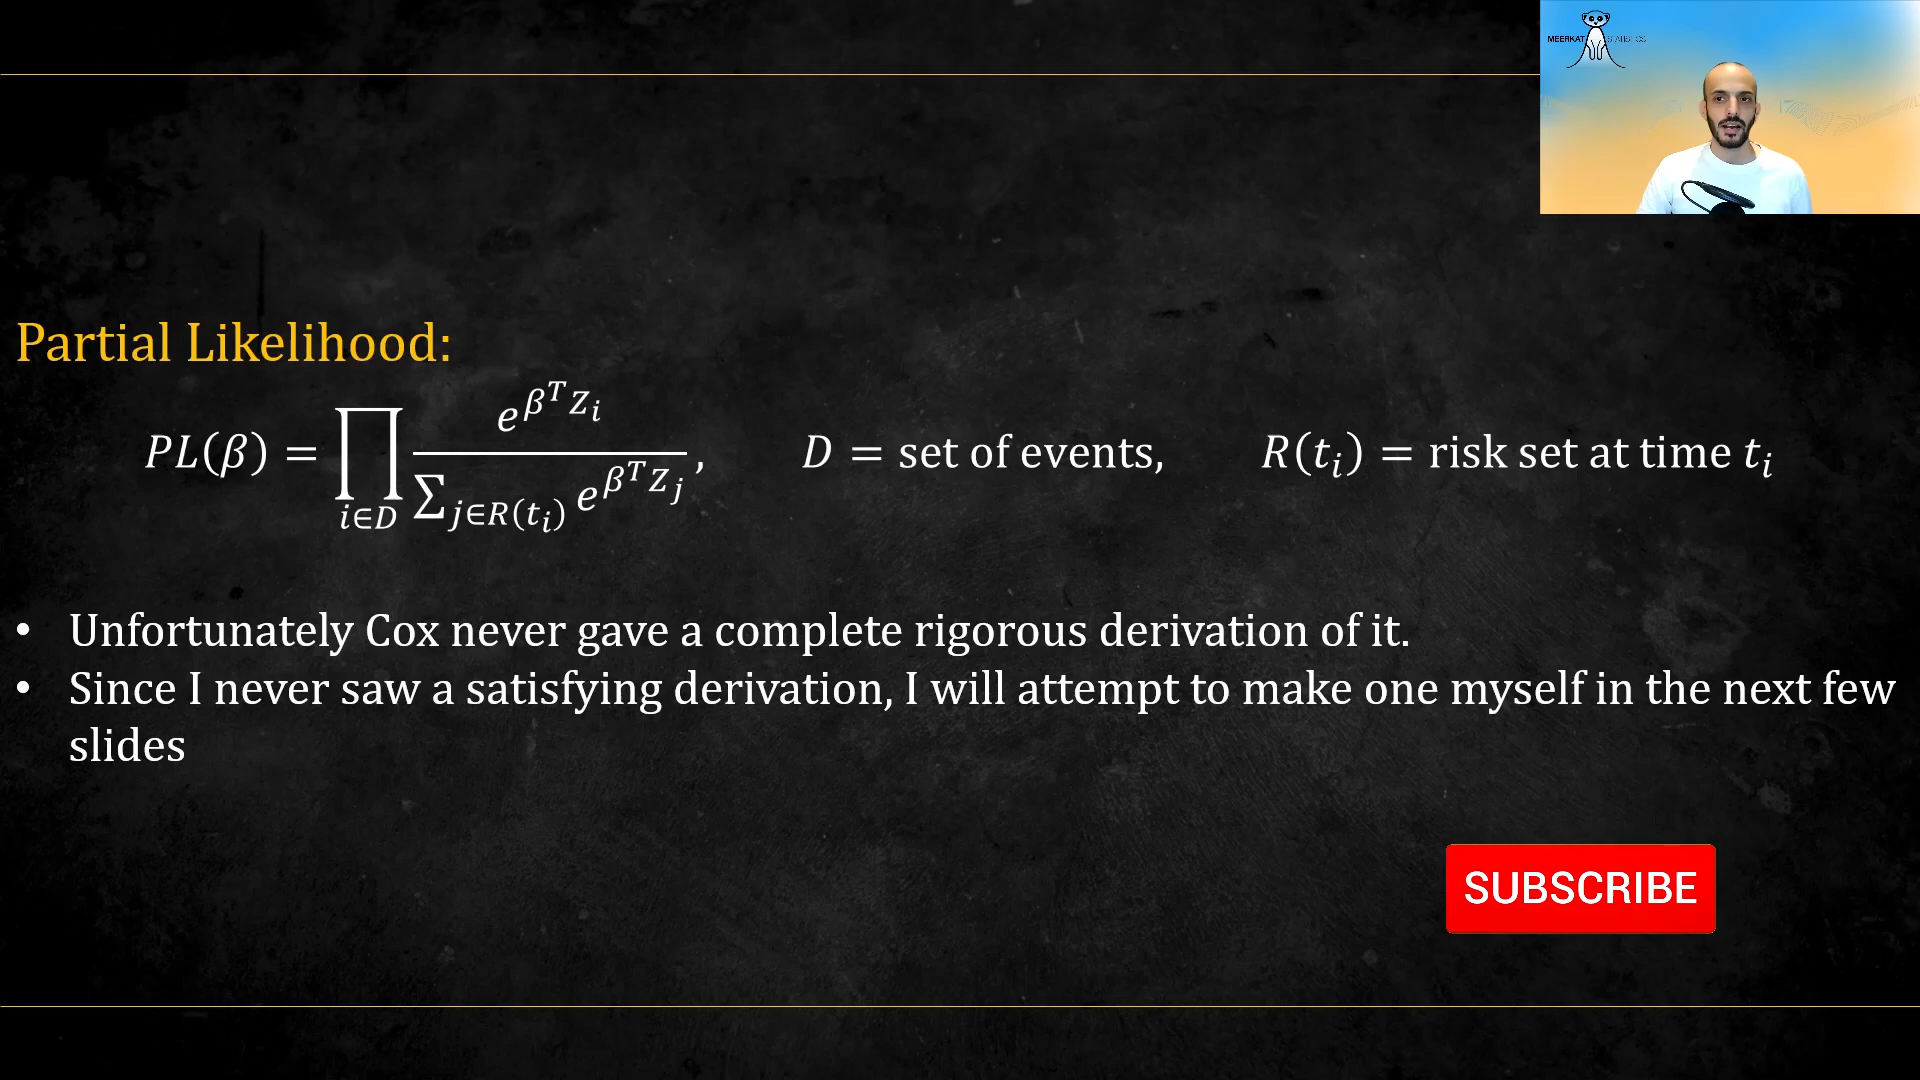 MEERKAT STATISTICS
Partial Likelihood:
PL(β) = ∏_{i∈D} e^{β^T Z_i} / ∑_{j∈R(t_i)} e^{β^T Z_j}, D = set of events, R(t_i) = risk set at time t_i
• Unfortunately Cox never gave a complete rigorous derivation of it.
• Since I never saw a satisfying derivation, I will attempt to make one myself in the next few
slides
SUBSCRIBE